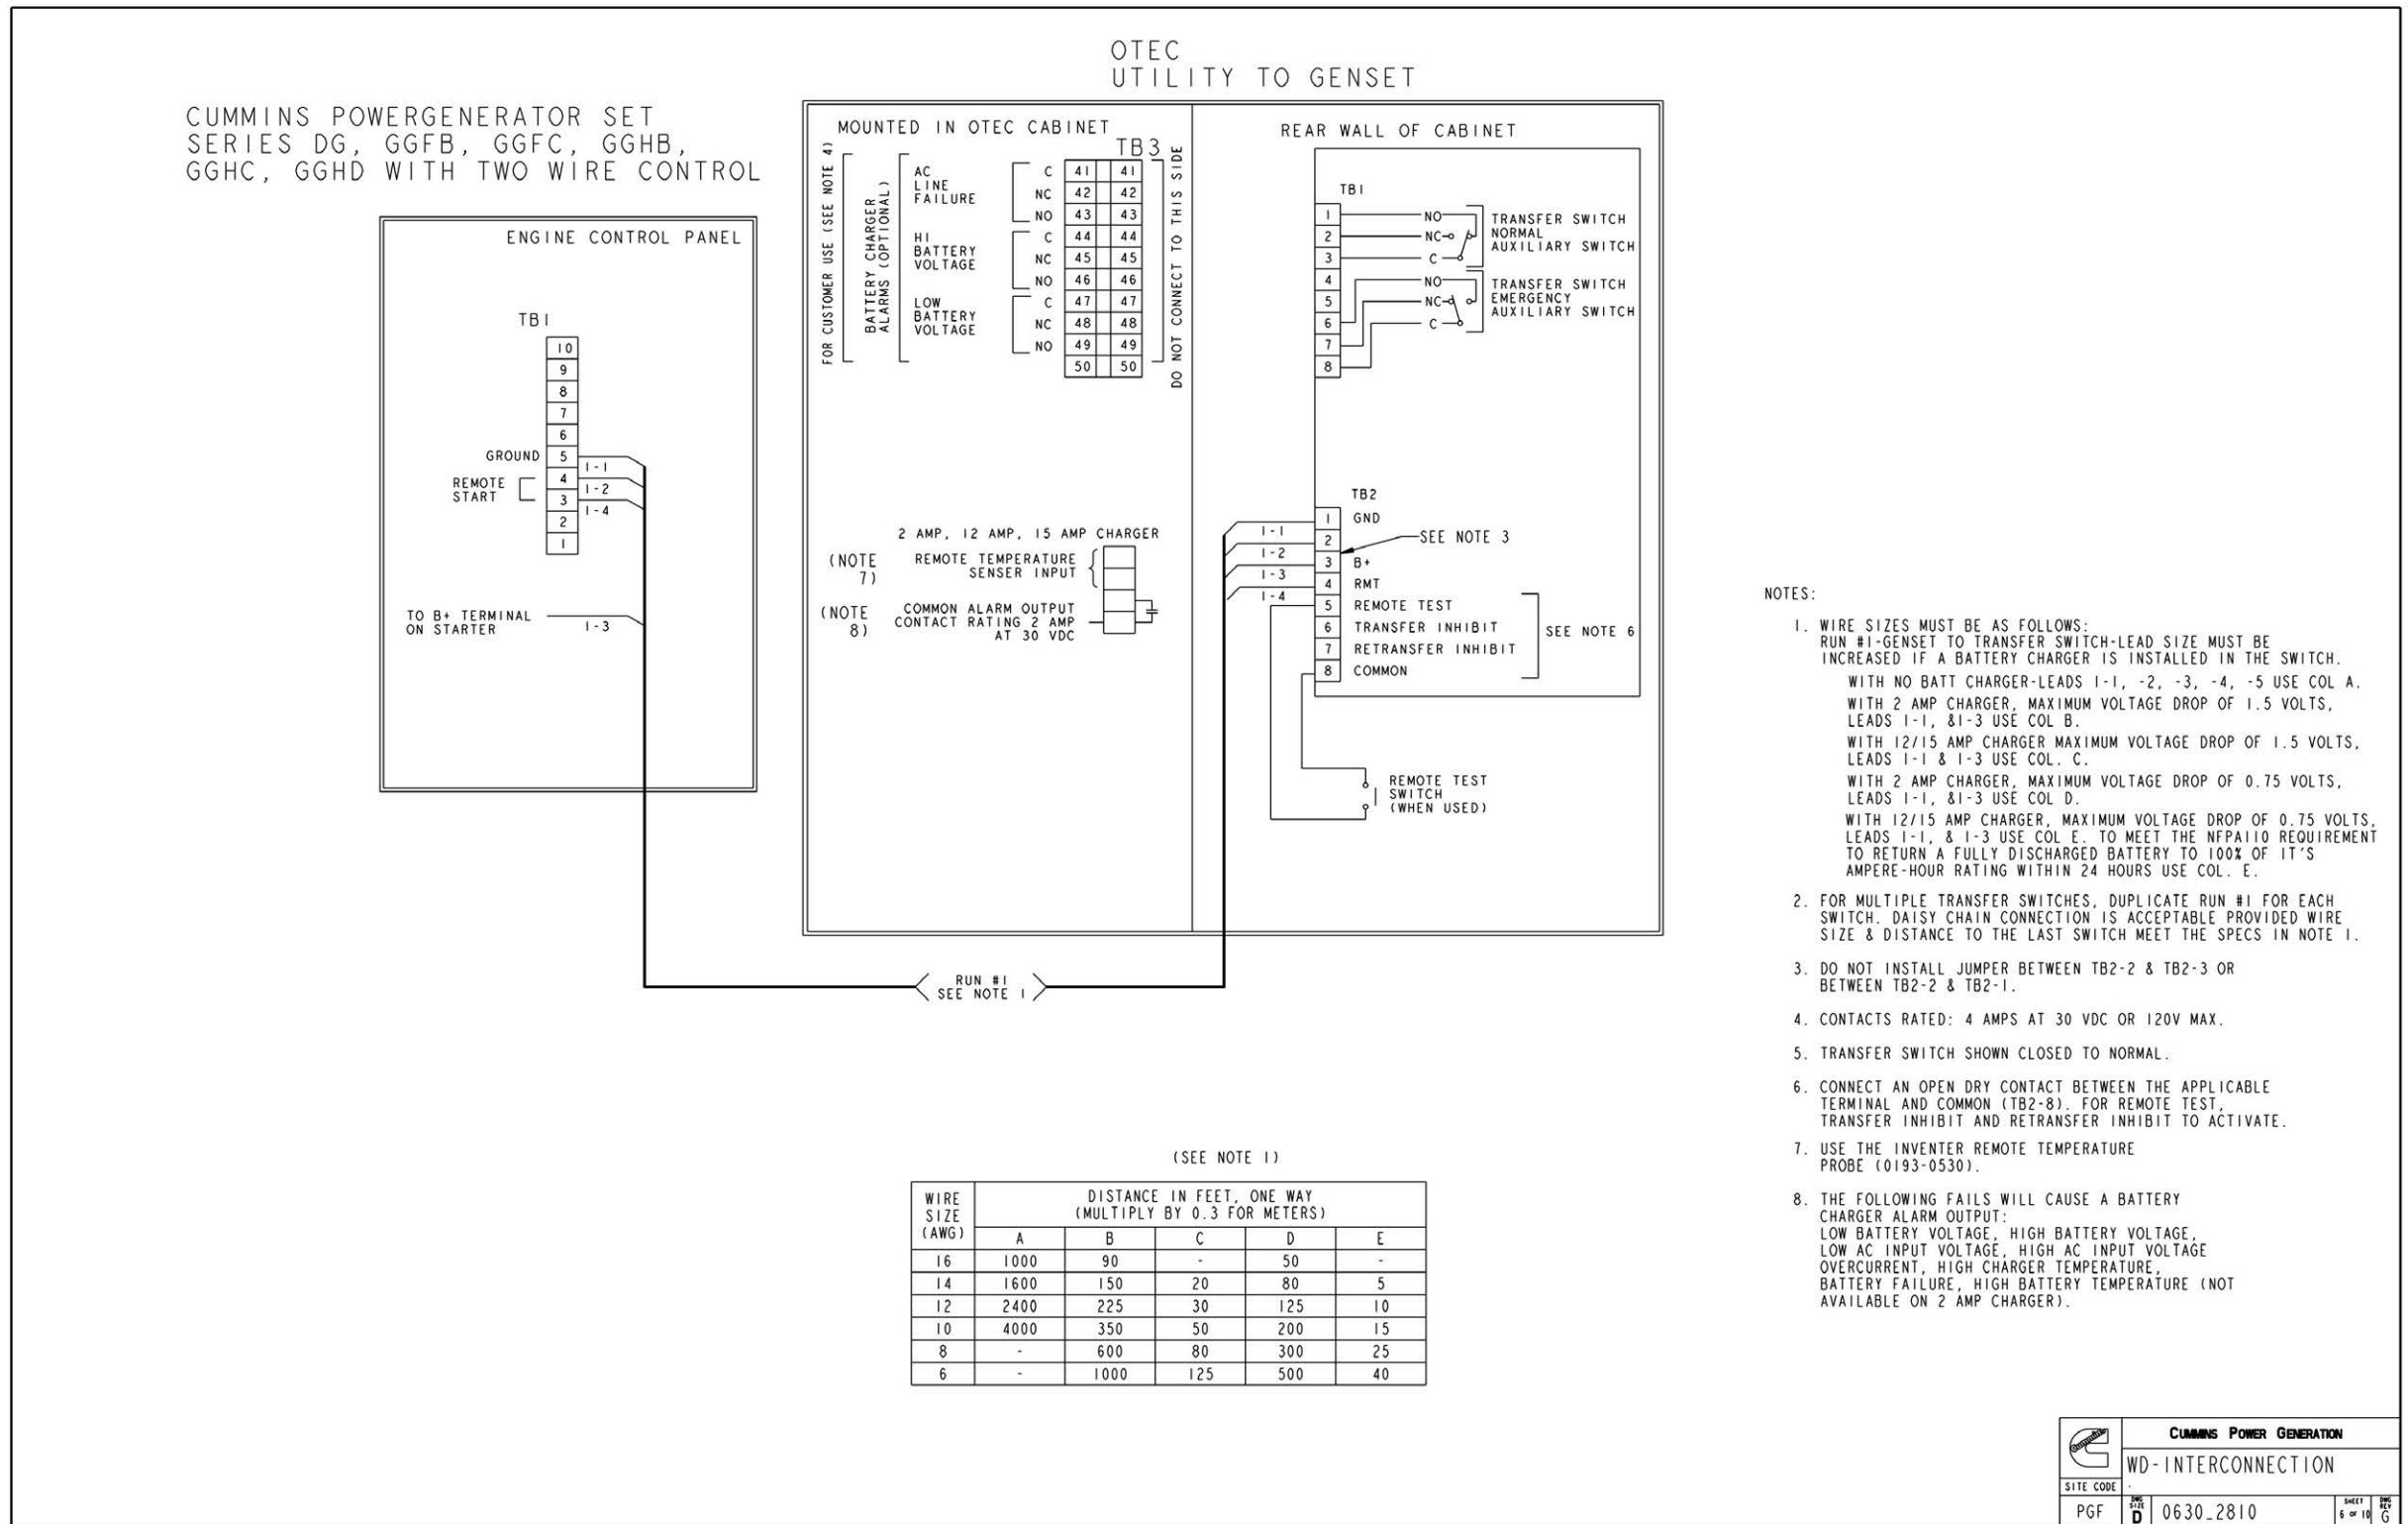 OTEC
UTILITY TO GENSET
CUMMINS POWERGENERATOR SET
SERIES DG, GGFB, GGFC, GGHB,
GGHC, GGHD WITH TWO WIRE CONTROL
ENGINE CONTROL PANEL
TB1
10
9
8
7
6
GROUND 5 1-1
REMOTE START 4 1-2
3 1-4
2
1
TO B+ TERMINAL
ON STARTER
1-3
MOUNTED IN OTEC CABINET
TB3
FOR CUSTOMER USE (SEE NOTE 4)
BATTERY CHARGER
ALARMS (OPTIONAL)
AC
LINE
FAILURE
C 41 41
NC 42 42
NO 43 43
HI
BATTERY
VOLTAGE
C 44 44
NC 45 45
NO 46 46
LOW
BATTERY
VOLTAGE
C 47 47
NC 48 48
NO 49 49
50 50
DO NOT CONNECT TO THIS SIDE
2 AMP, 12 AMP, 15 AMP CHARGER
(NOTE
7)
REMOTE TEMPERATURE
SENSER INPUT
(NOTE
8)
COMMON ALARM OUTPUT
CONTACT RATING 2 AMP
AT 30 VDC
REAR WALL OF CABINET
TB1
1 NO
2 NC
3 C
TRANSFER SWITCH
NORMAL
AUXILIARY SWITCH
4 NO
5 NC
6 C
7
8
TRANSFER SWITCH
EMERGENCY
AUXILIARY SWITCH
TB2
1-1 1 GND
1-2 2 SEE NOTE 3
1-3 3 B+
1-4 4 RMT
5 REMOTE TEST
6 TRANSFER INHIBIT
7 RETRANSFER INHIBIT
8 COMMON
SEE NOTE 6
REMOTE TEST
SWITCH
(WHEN USED)
RUN #1
SEE NOTE 1
NOTES:
1. WIRE SIZES MUST BE AS FOLLOWS:
RUN #1-GENSET TO TRANSFER SWITCH-LEAD SIZE MUST BE
INCREASED IF A BATTERY CHARGER IS INSTALLED IN THE SWITCH.
WITH NO BATT CHARGER-LEADS 1-1, -2, -3, -4, -5 USE COL A.
WITH 2 AMP CHARGER, MAXIMUM VOLTAGE DROP OF 1.5 VOLTS,
LEADS 1-1, &1-3 USE COL B.
WITH 12/15 AMP CHARGER MAXIMUM VOLTAGE DROP OF 1.5 VOLTS,
LEADS 1-1 & 1-3 USE COL. C.
WITH 2 AMP CHARGER, MAXIMUM VOLTAGE DROP OF 0.75 VOLTS,
LEADS 1-1, &1-3 USE COL D.
WITH 12/15 AMP CHARGER, MAXIMUM VOLTAGE DROP OF 0.75 VOLTS,
LEADS 1-1, & 1-3 USE COL E. TO MEET THE NFPA110 REQUIREMENT
TO RETURN A FULLY DISCHARGED BATTERY TO 100% OF IT'S
AMPERE-HOUR RATING WITHIN 24 HOURS USE COL. E.
2. FOR MULTIPLE TRANSFER SWITCHES, DUPLICATE RUN #1 FOR EACH
SWITCH. DAISY CHAIN CONNECTION IS ACCEPTABLE PROVIDED WIRE
SIZE & DISTANCE TO THE LAST SWITCH MEET THE SPECS IN NOTE 1.
3. DO NOT INSTALL JUMPER BETWEEN TB2-2 & TB2-3 OR
BETWEEN TB2-2 & TB2-1.
4. CONTACTS RATED: 4 AMPS AT 30 VDC OR 120V MAX.
5. TRANSFER SWITCH SHOWN CLOSED TO NORMAL.
6. CONNECT AN OPEN DRY CONTACT BETWEEN THE APPLICABLE
TERMINAL AND COMMON (TB2-8). FOR REMOTE TEST,
TRANSFER INHIBIT AND RETRANSFER INHIBIT TO ACTIVATE.
7. USE THE INVENTER REMOTE TEMPERATURE
PROBE (0193-0530).
8. THE FOLLOWING FAILS WILL CAUSE A BATTERY
CHARGER ALARM OUTPUT:
LOW BATTERY VOLTAGE, HIGH BATTERY VOLTAGE,
LOW AC INPUT VOLTAGE, HIGH AC INPUT VOLTAGE
OVERCURRENT, HIGH CHARGER TEMPERATURE,
BATTERY FAILURE, HIGH BATTERY TEMPERATURE (NOT
AVAILABLE ON 2 AMP CHARGER).
(SEE NOTE 1)
WIRE
SIZE
(AWG)
DISTANCE IN FEET, ONE WAY
(MULTIPLY BY 0.3 FOR METERS)
A B C D E
16 1000 90 - 50 -
14 1600 150 20 80 5
12 2400 225 30 125 10
10 4000 350 50 200 15
8 - 600 80 300 25
6 - 1000 125 500 40
Cummins
CUMMINS POWER GENERATION
WD-INTERCONNECTION
SITE CODE
PGF
DWG
SIZE
D
0630_2810
SHEET
6 OF 10
DWG
REV
G